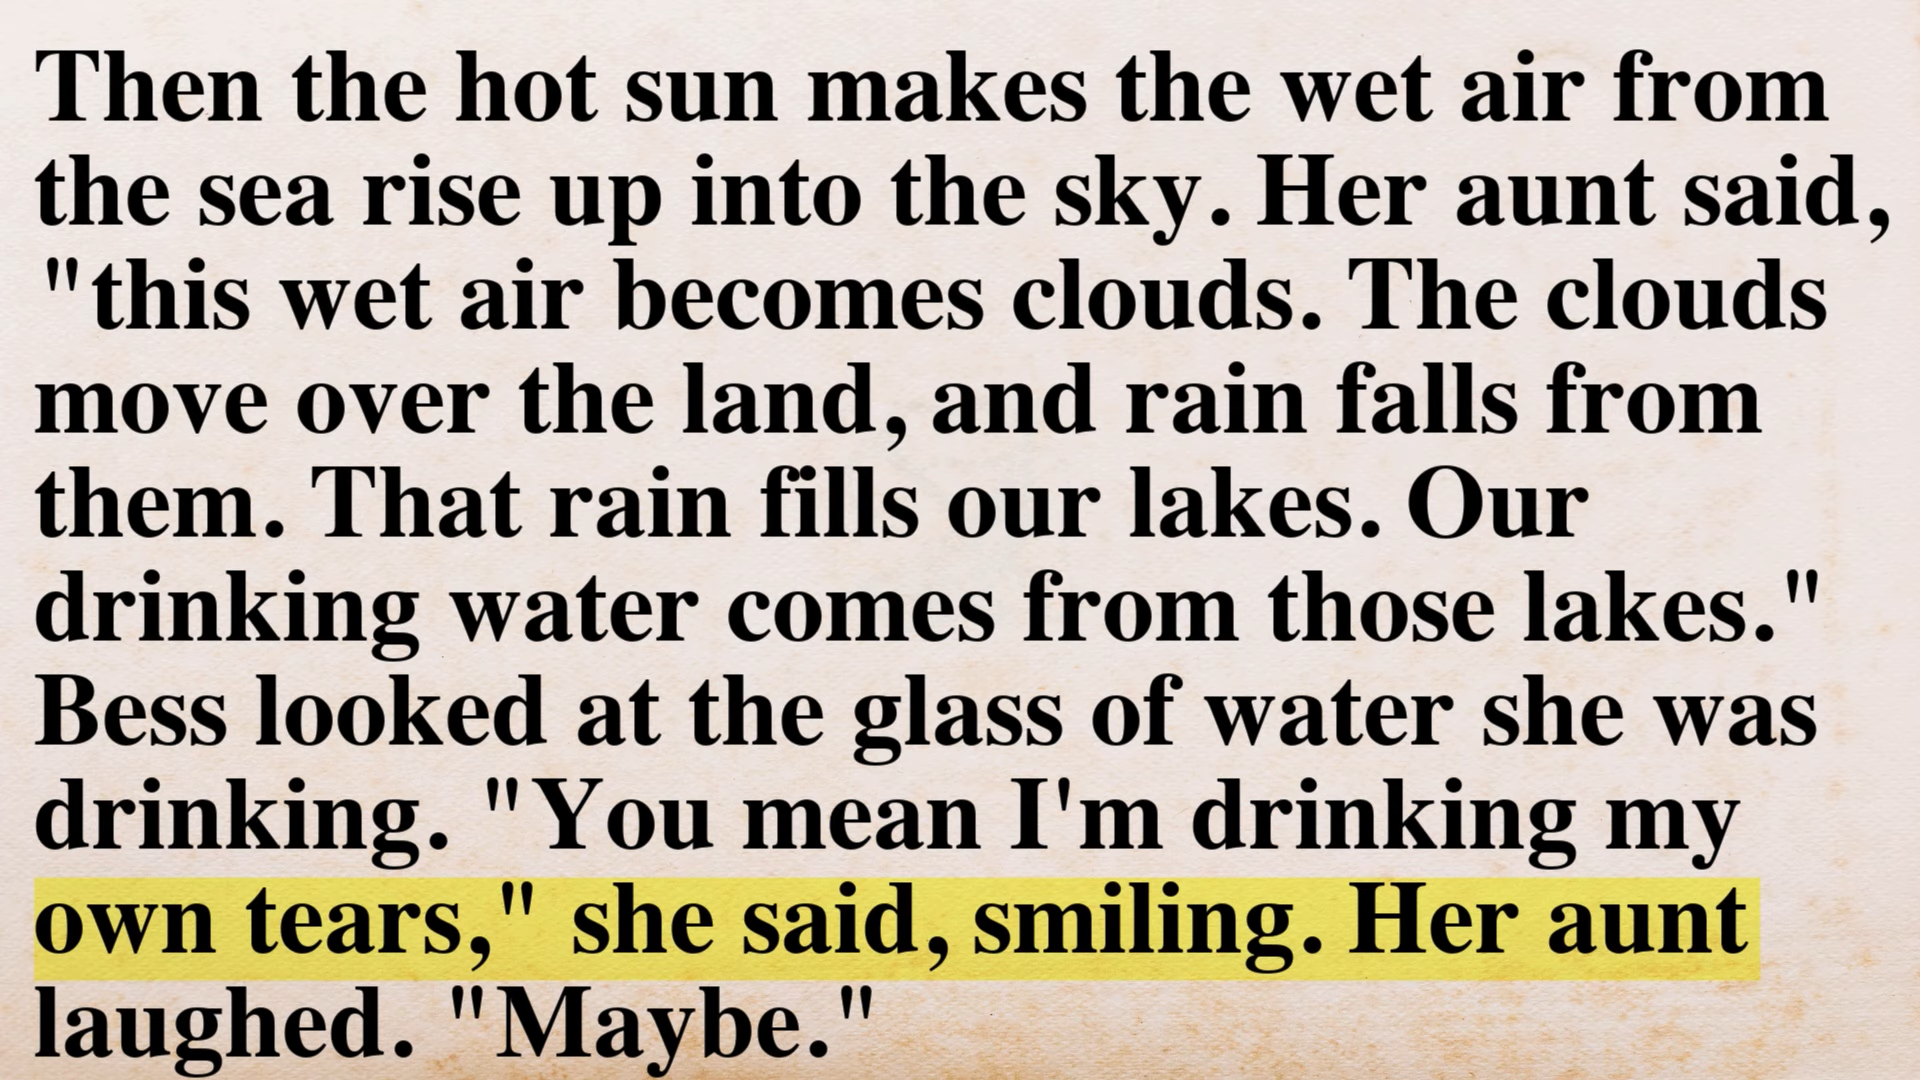 Then the hot sun makes the wet air from
the sea rise up into the sky. Her aunt said,
"this wet air becomes clouds. The clouds
move over the land, and rain falls from
them. That rain fills our lakes. Our
drinking water comes from those lakes."
Bess looked at the glass of water she was
drinking. "You mean I'm drinking my
own tears," she said, smiling. Her aunt
laughed. "Maybe."